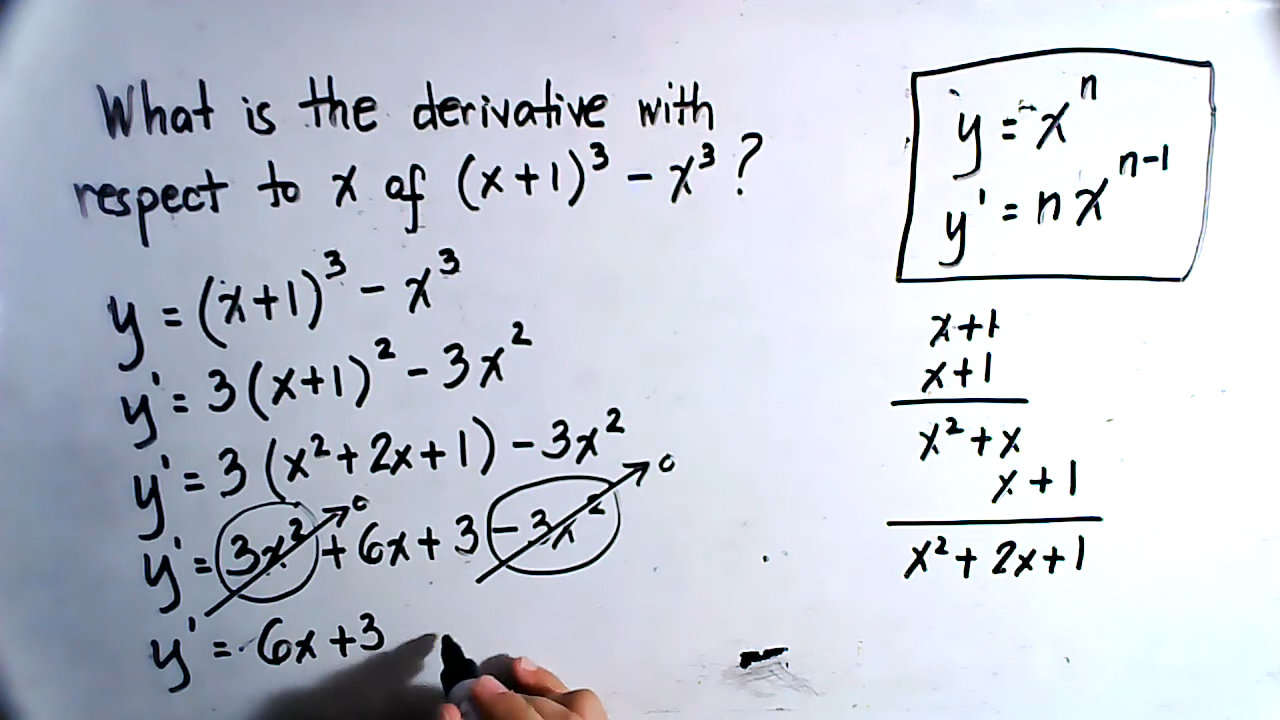 What is the derivative with
respect to x of (x+1)³ - x³?
y = (x+1)³ - x³
y' = 3(x+1)² - 3x²
y' = 3(x²+2x+1) - 3x²
y' = 3x² + 6x + 3 - 3x²
y' = 6x + 3
y = xⁿ
y' = nxⁿ⁻¹
x+1
x+1
x² + x
x + 1
x² + 2x + 1